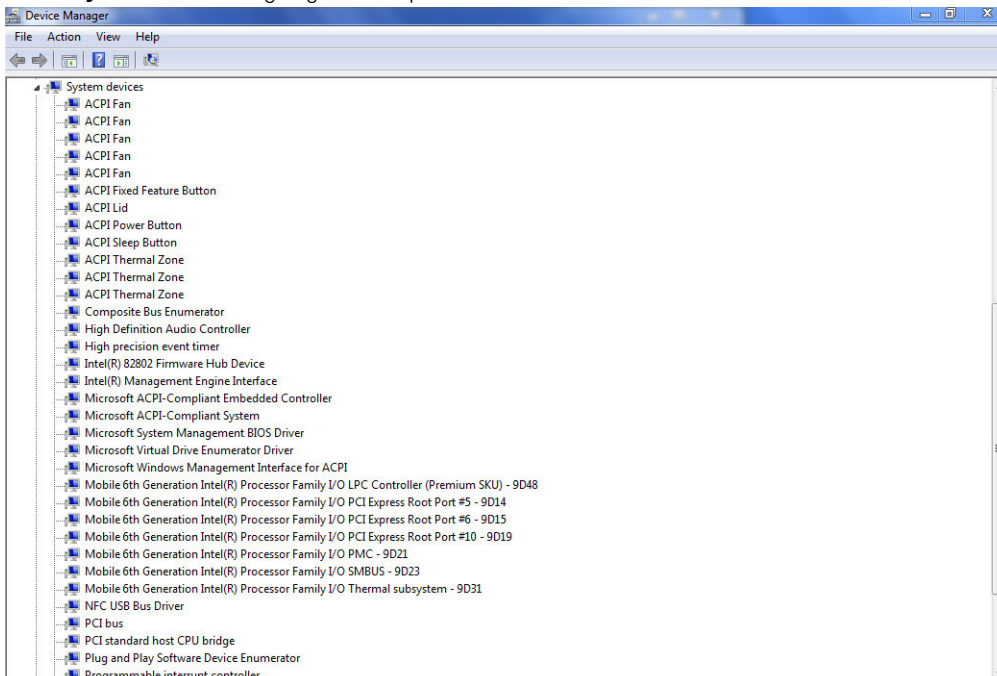 Device Manager
File Action View Help
System devices
ACPI Fan
ACPI Fan
ACPI Fan
ACPI Fan
ACPI Fan
ACPI Fixed Feature Button
ACPI Lid
ACPI Power Button
ACPI Sleep Button
ACPI Thermal Zone
ACPI Thermal Zone
ACPI Thermal Zone
Composite Bus Enumerator
High Definition Audio Controller
High precision event timer
Intel(R) 82802 Firmware Hub Device
Intel(R) Management Engine Interface
Microsoft ACPI-Compliant Embedded Controller
Microsoft ACPI-Compliant System
Microsoft System Management BIOS Driver
Microsoft Virtual Drive Enumerator Driver
Microsoft Windows Management Interface for ACPI
Mobile 6th Generation Intel(R) Processor Family I/O LPC Controller (Premium SKU) - 9D48
Mobile 6th Generation Intel(R) Processor Family I/O PCI Express Root Port #5 - 9D14
Mobile 6th Generation Intel(R) Processor Family I/O PCI Express Root Port #6 - 9D15
Mobile 6th Generation Intel(R) Processor Family I/O PCI Express Root Port #10 - 9D19
Mobile 6th Generation Intel(R) Processor Family I/O PMC - 9D21
Mobile 6th Generation Intel(R) Processor Family I/O SMBUS - 9D23
Mobile 6th Generation Intel(R) Processor Family I/O Thermal subsystem - 9D31
NFC USB Bus Driver
PCI bus
PCI standard host CPU bridge
Plug and Play Software Device Enumerator
Programmable interrupt controller